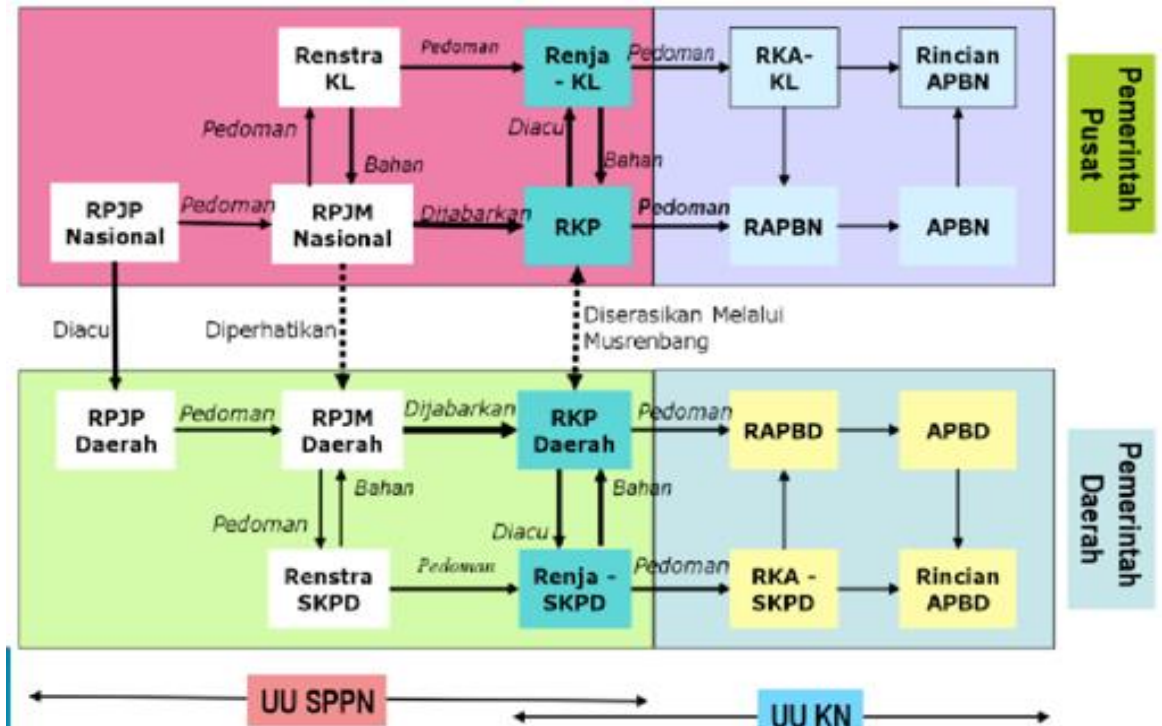 Renstra
KL
Pedoman
Renja
- KL
Pedoman
RKA-
KL
Rincian
APBN
Pedoman
Bahan
Diacu
Bahan
RPJP
Nasional
Pedoman
RPJM
Nasional
Dijabarkan
RKP
Pedoman
RAPBN
APBN
Pemerintah
Pusat
Diacu
Diperhatikan
Diserasikan Melalui
Musrenbang
RPJP
Daerah
Pedoman
RPJM
Daerah
Dijabarkan
RKP
Daerah
Pedoman
RAPBD
APBD
Pedoman
Bahan
Diacu
Bahan
Renstra
SKPD
Pedoman
Renja -
SKPD
Pedoman
RKA -
SKPD
Rincian
APBD
Pemerintah
Daerah
UU SPPN
UU KN